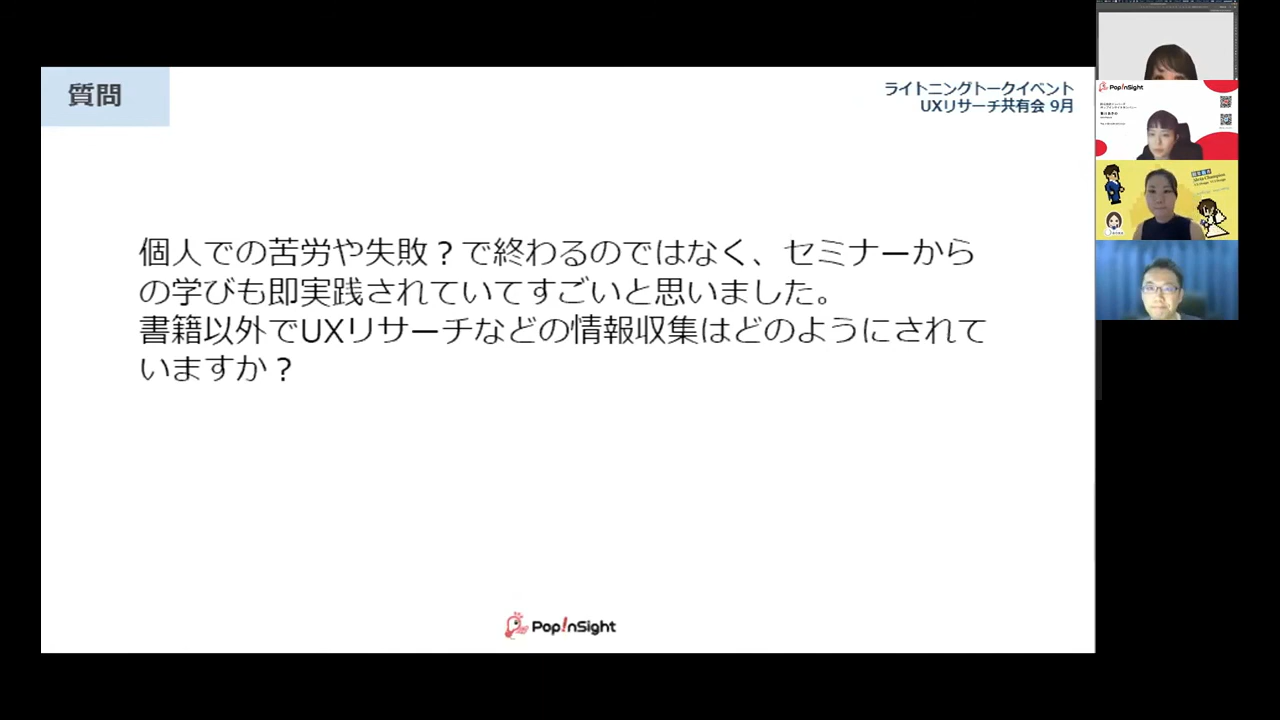 質問
ライトニングトークイベント
UXリサーチ共有会 9月
個人での苦労や失敗？で終わるのではなく、セミナーから
の学びも即実践されていてすごいと思いました。
書籍以外でUXリサーチなどの情報収集はどのようにされて
いますか？
Pop!nSight
Pop!nSight